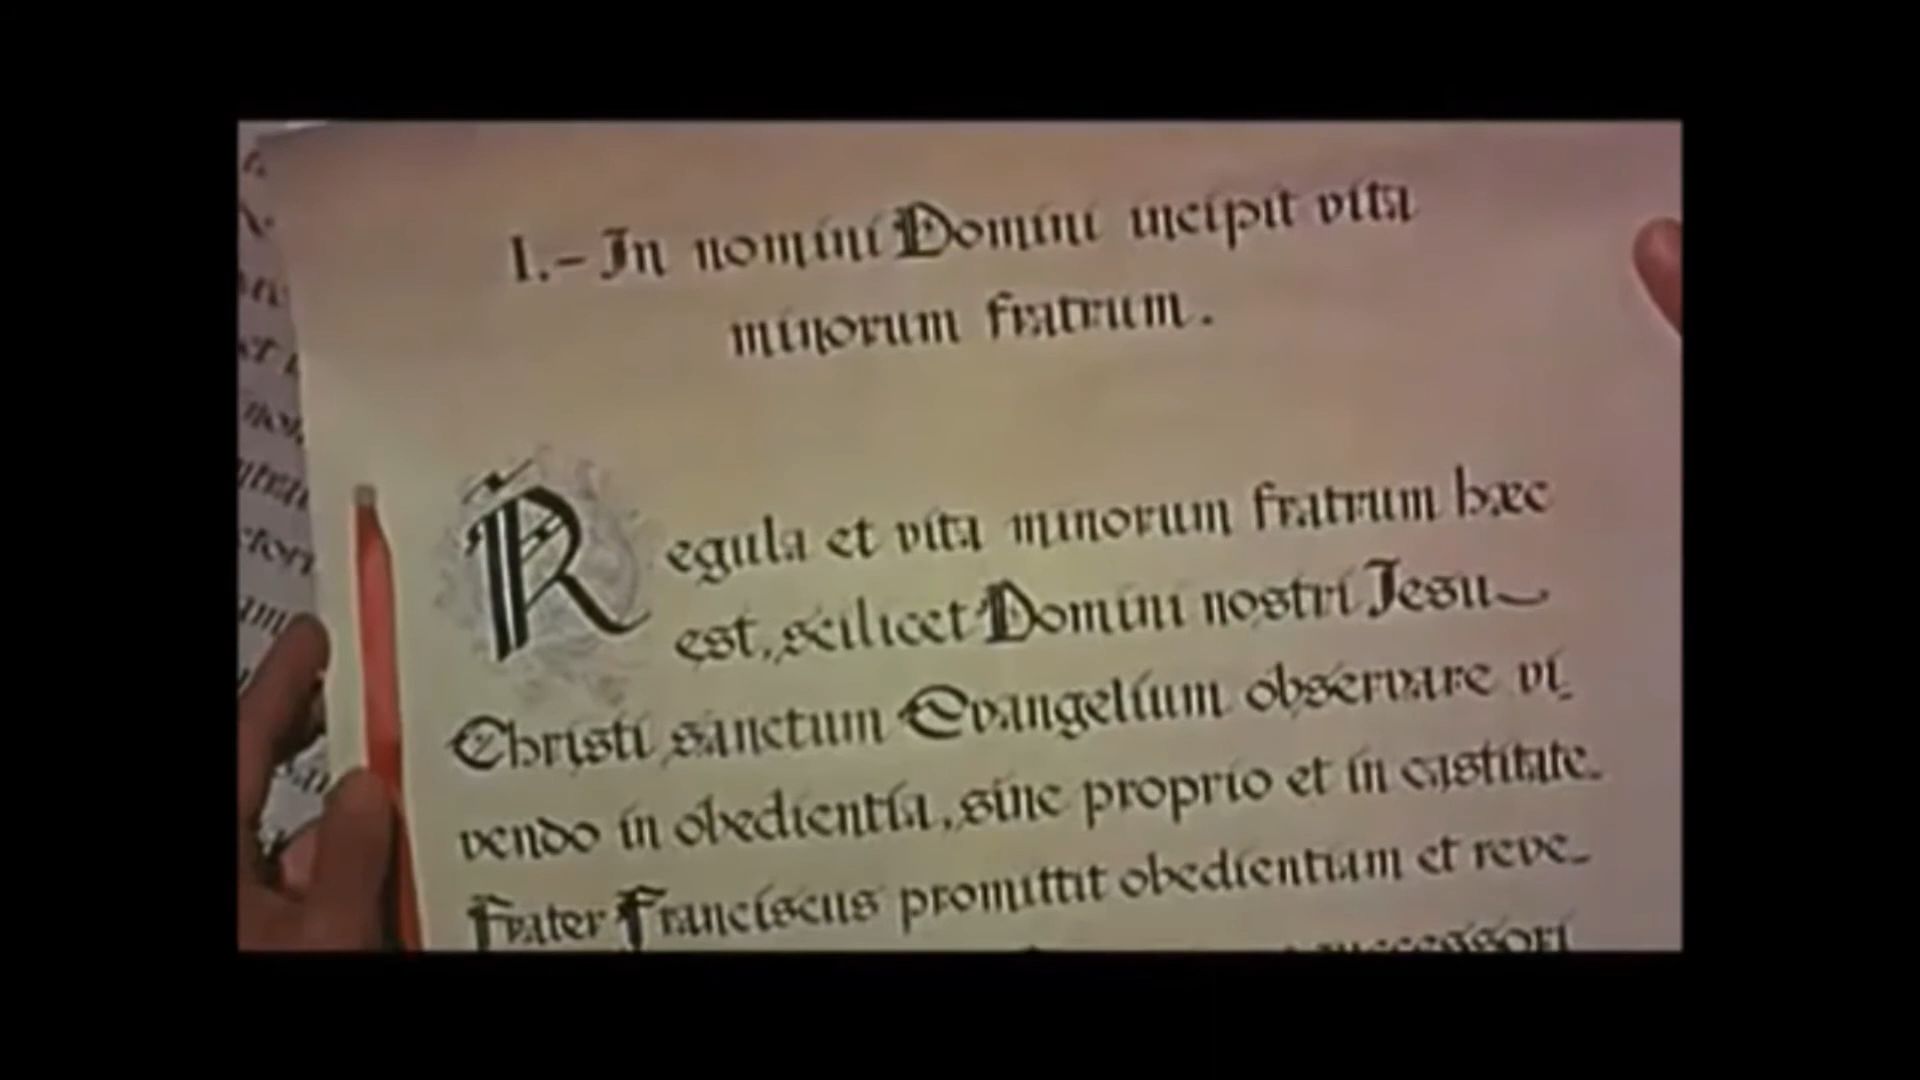 I.- In nomini Domini incipit vita
minorum fratrum.
Regula et vita minorum fratrum hæc
est, scilicet Domini nostri Jesu
Christi sanctum Evangelium observare vi-
vendo in obedientia, sine proprio et in castitate.
Frater Franciscus promittit obedientiam et reve-
successori